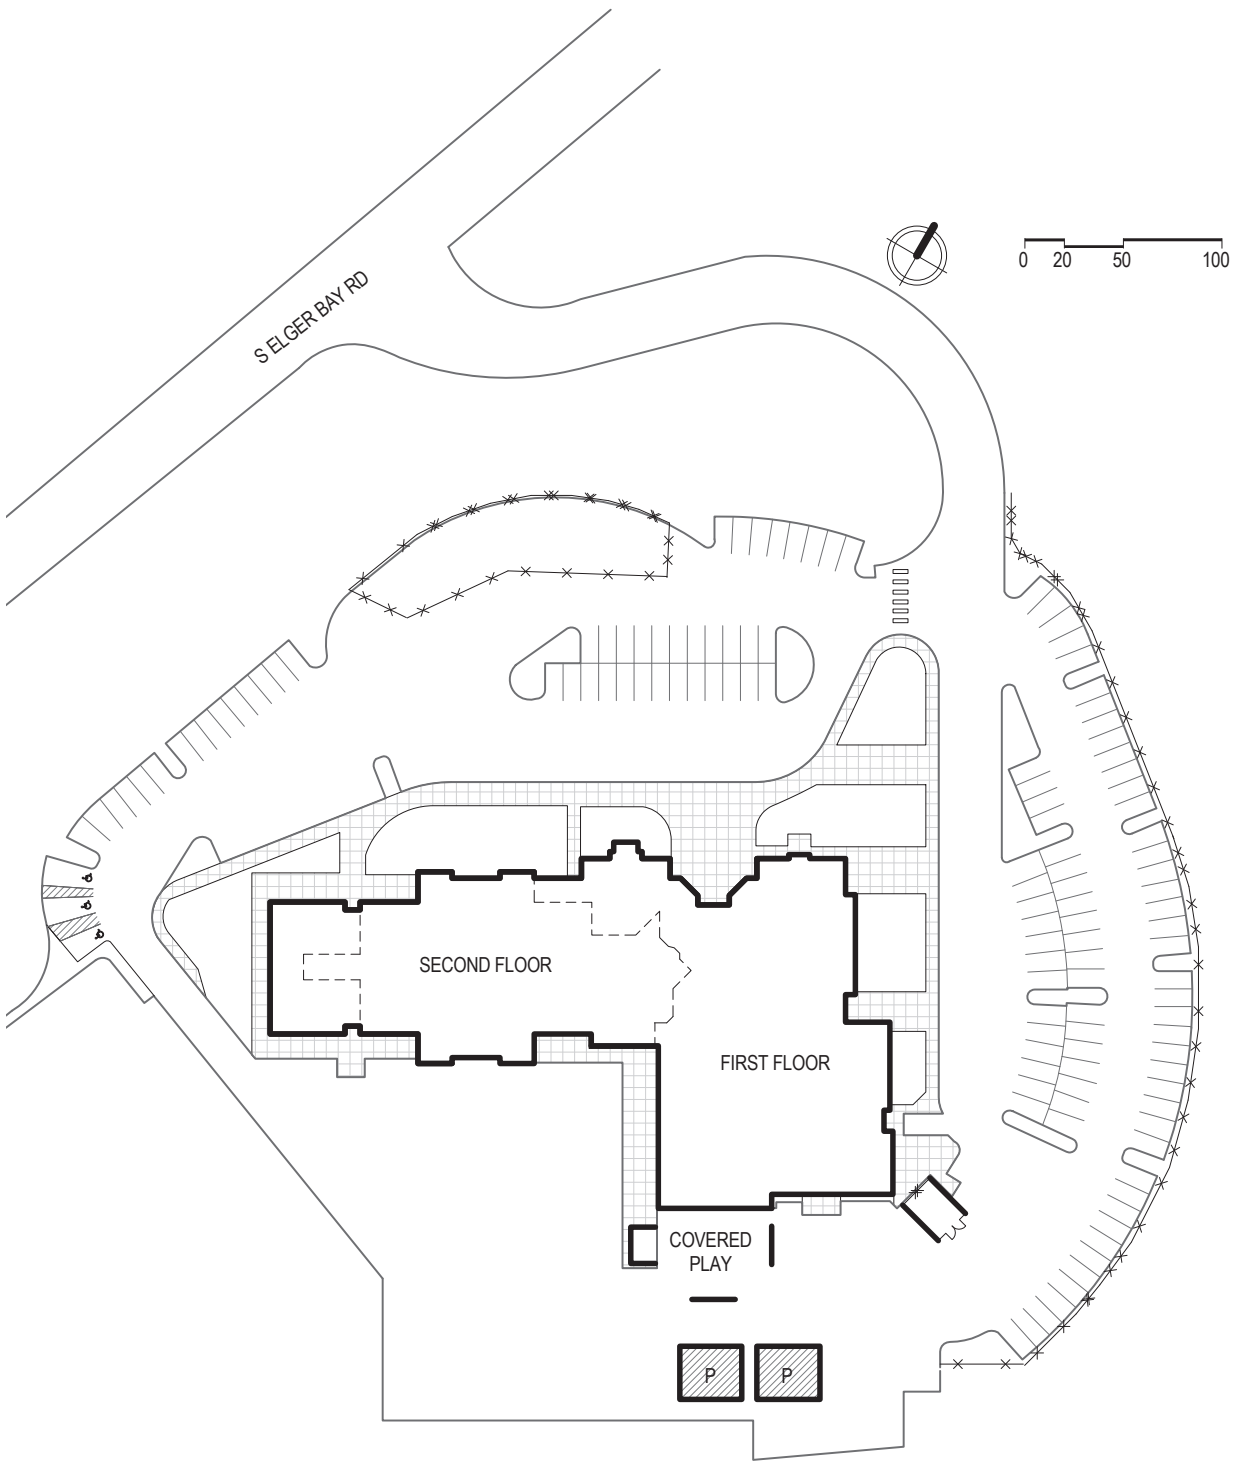 S ELGER BAY RD
0 20 50 100
SECOND FLOOR
FIRST FLOOR
COVERED
PLAY
P P